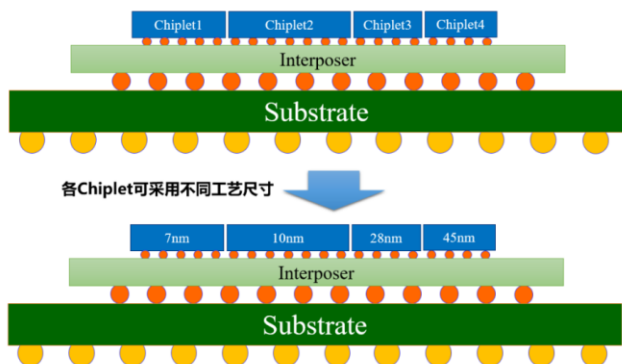 Chiplet1 Chiplet2 Chiplet3 Chiplet4
Interposer
Substrate
各Chiplet可采用不同工艺尺寸
7nm 10nm 28nm 45nm
Interposer
Substrate